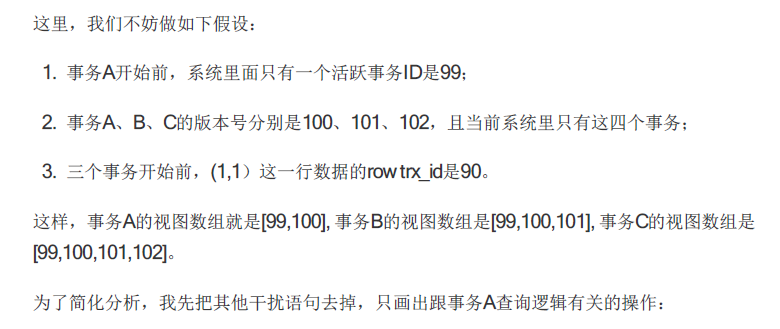 这里，我们不妨做如下假设：
1. 事务A开始前，系统里面只有一个活跃事务ID是99；
2. 事务A、B、C的版本号分别是100、101、102，且当前系统里只有这四个事务；
3. 三个事务开始前，(1,1）这一行数据的row trx_id是90。
这样，事务A的视图数组就是[99,100], 事务B的视图数组是[99,100,101], 事务C的视图数组是
[99,100,101,102]。
为了简化分析，我先把其他干扰语句去掉，只画出跟事务A查询逻辑有关的操作：